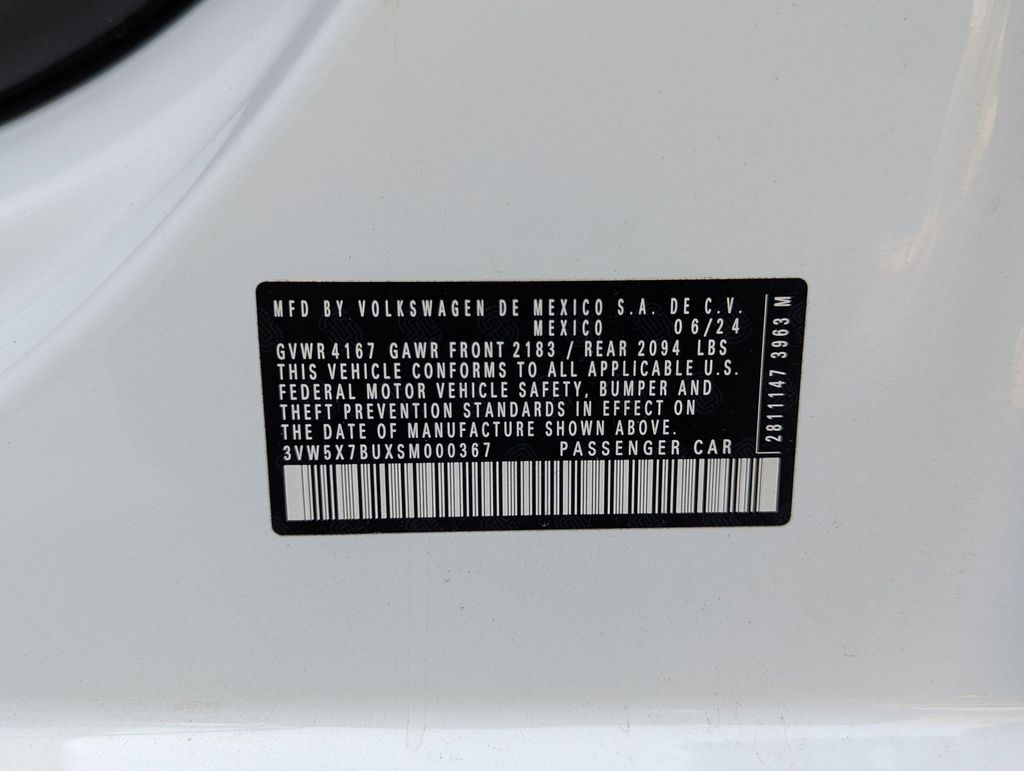 MFD BY VOLKSWAGEN DE MEXICO S.A. DE C.V.
MEXICO 06/24
GVWR 4167 GAWR FRONT 2183 / REAR 2094 LBS
THIS VEHICLE CONFORMS TO ALL APPLICABLE U.S.
FEDERAL MOTOR VEHICLE SAFETY, BUMPER AND
THEFT PREVENTION STANDARDS IN EFFECT ON
THE DATE OF MANUFACTURE SHOWN ABOVE.
3VW5X7BUXSM000367 PASSENGER CAR
2811147 3963 M